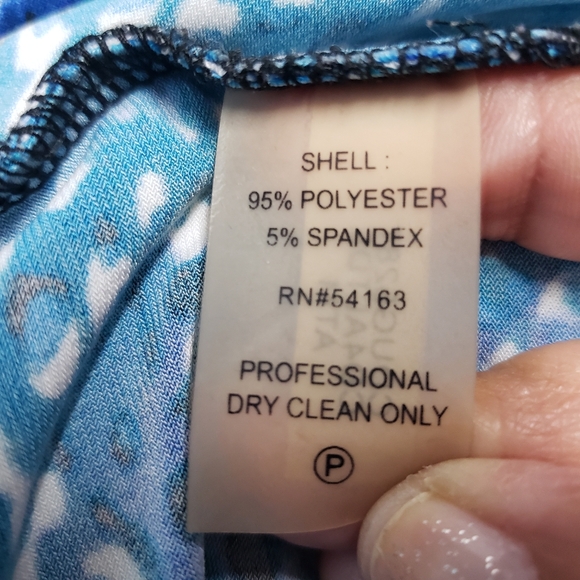 SHELL :
95% POLYESTER
5% SPANDEX
RN#54163
PROFESSIONAL
DRY CLEAN ONLY
P